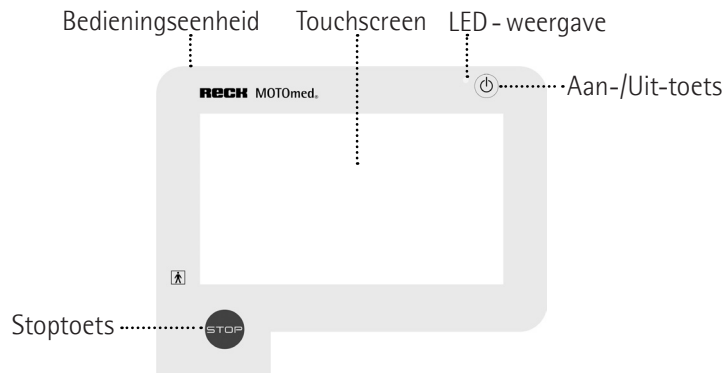 Bedieningseenheid Touchscreen LED - weergave
RECK MOTOmed®
Aan-/Uit-toets
Stoptoets
STOP